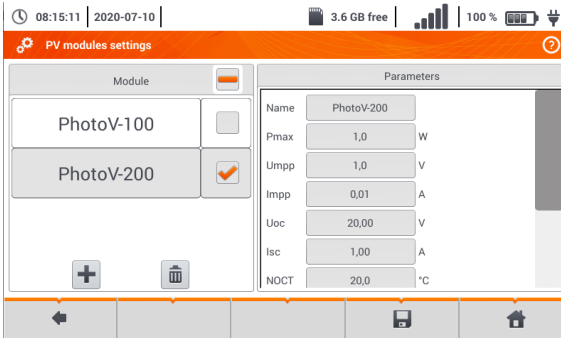 08:15:11 2020-07-10 3.6 GB free 100 %
PV modules settings ?
Module
PhotoV-100
PhotoV-200
Parameters
Name PhotoV-200
Pmax 1,0 W
Umpp 1,0 V
Impp 0,01 A
Uoc 20,00 V
Isc 1,00 A
NOCT 20,0 °C